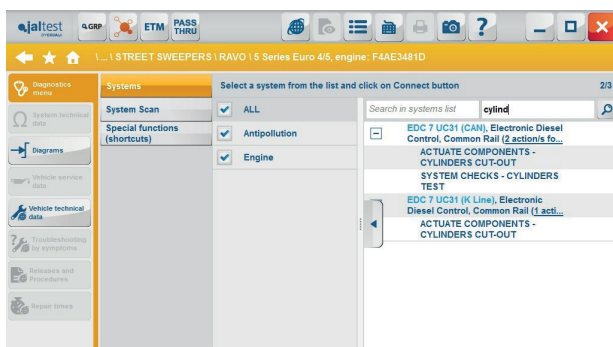 jaltest
GRP
ETM
PASS
THRU
?
\... \ STREET SWEEPERS \ RAVO \ 5 Series Euro 4/5, engine: F4AE3481D
Diagnostics
menu
System technical
data
Diagrams
Vehicle service
data
Vehicle technical
data
Troubleshooting
by symptoms
Releases and
Procedures
Repair times
Systems
System Scan
Special functions
(shortcuts)
Select a system from the list and click on Connect button
2/3
ALL
Antipollution
Engine
Search in systems list
cylind
EDC 7 UC31 (CAN), Electronic Diesel
Control, Common Rail (2 action/s fo...
ACTUATE COMPONENTS -
CYLINDERS CUT-OUT
SYSTEM CHECKS - CYLINDERS
TEST
EDC 7 UC31 (K Line), Electronic
Diesel Control, Common Rail (1 acti...
ACTUATE COMPONENTS -
CYLINDERS CUT-OUT